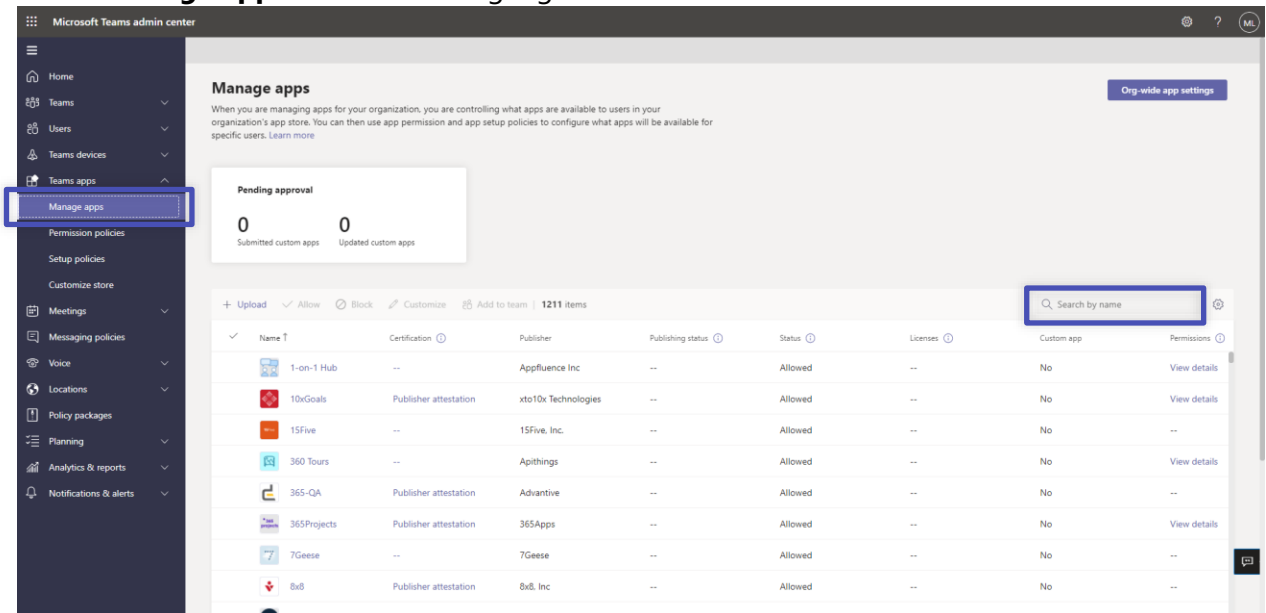 Microsoft Teams admin center
?
ML
Home
Teams
Users
Teams devices
Teams apps
Manage apps
Permission policies
Setup policies
Customize store
Meetings
Messaging policies
Voice
Locations
Policy packages
Planning
Analytics & reports
Notifications & alerts
Manage apps
Org-wide app settings
When you are managing apps for your organization, you are controlling what apps are available to users in your
organization's app store. You can then use app permission and app setup policies to configure what apps will be available for
specific users. Learn more
Pending approval
0 0
Submitted custom apps Updated custom apps
+ Upload Allow Block Customize Add to team | 1211 items
Search by name
Name ↑ Certification Publisher Publishing status Status Licenses Custom app Permissions
1-on-1 Hub -- Appfluence Inc -- Allowed -- No View details
10xGoals Publisher attestation xto10x Technologies -- Allowed -- No View details
15Five -- 15Five, Inc. -- Allowed -- No --
360 Tours -- Apithings -- Allowed -- No View details
365-QA Publisher attestation Advantive -- Allowed -- No --
365Projects Publisher attestation 365Apps -- Allowed -- No View details
7Geese -- 7Geese -- Allowed -- No --
8x8 Publisher attestation 8x8, Inc -- Allowed -- No --